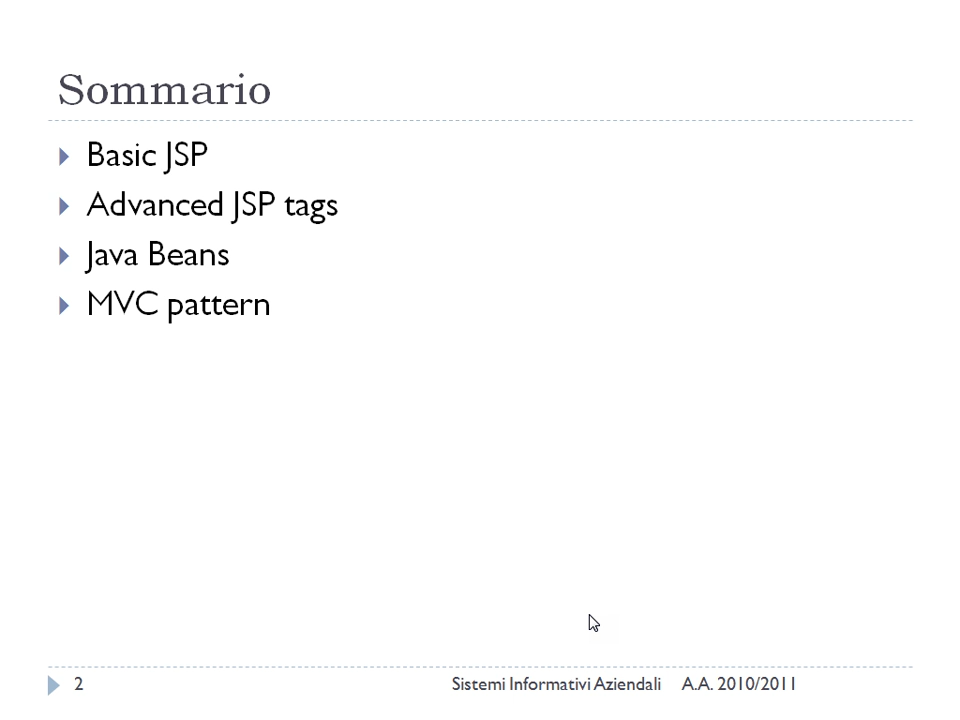 Sommario
Basic JSP
Advanced JSP tags
Java Beans
MVC pattern
2 Sistemi Informativi Aziendali A.A. 2010/2011